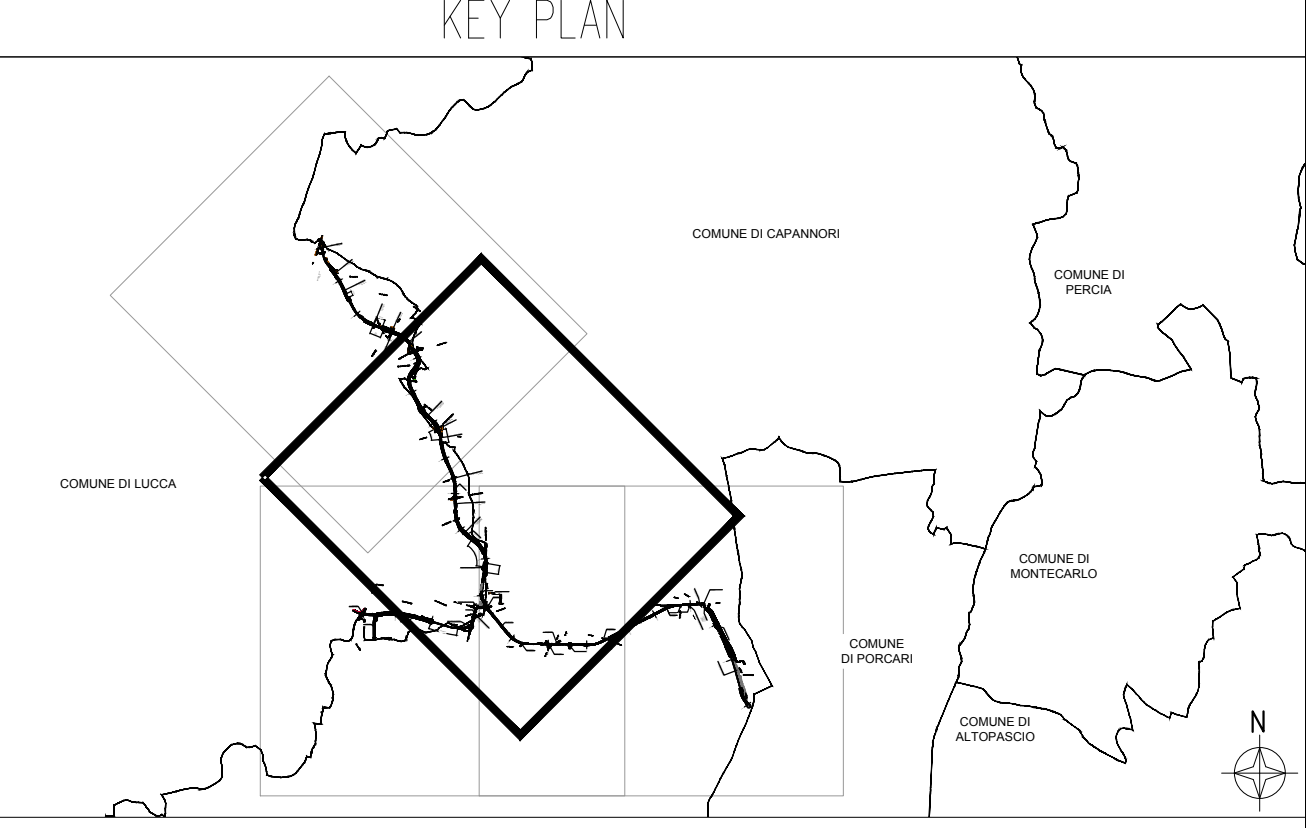 KEY PLAN
COMUNE DI CAPANNORI
COMUNE DI
PERCIA
COMUNE DI LUCCA
COMUNE DI
MONTECARLO
COMUNE
DI PORCARI
COMUNE DI
ALTOPASCIO
N